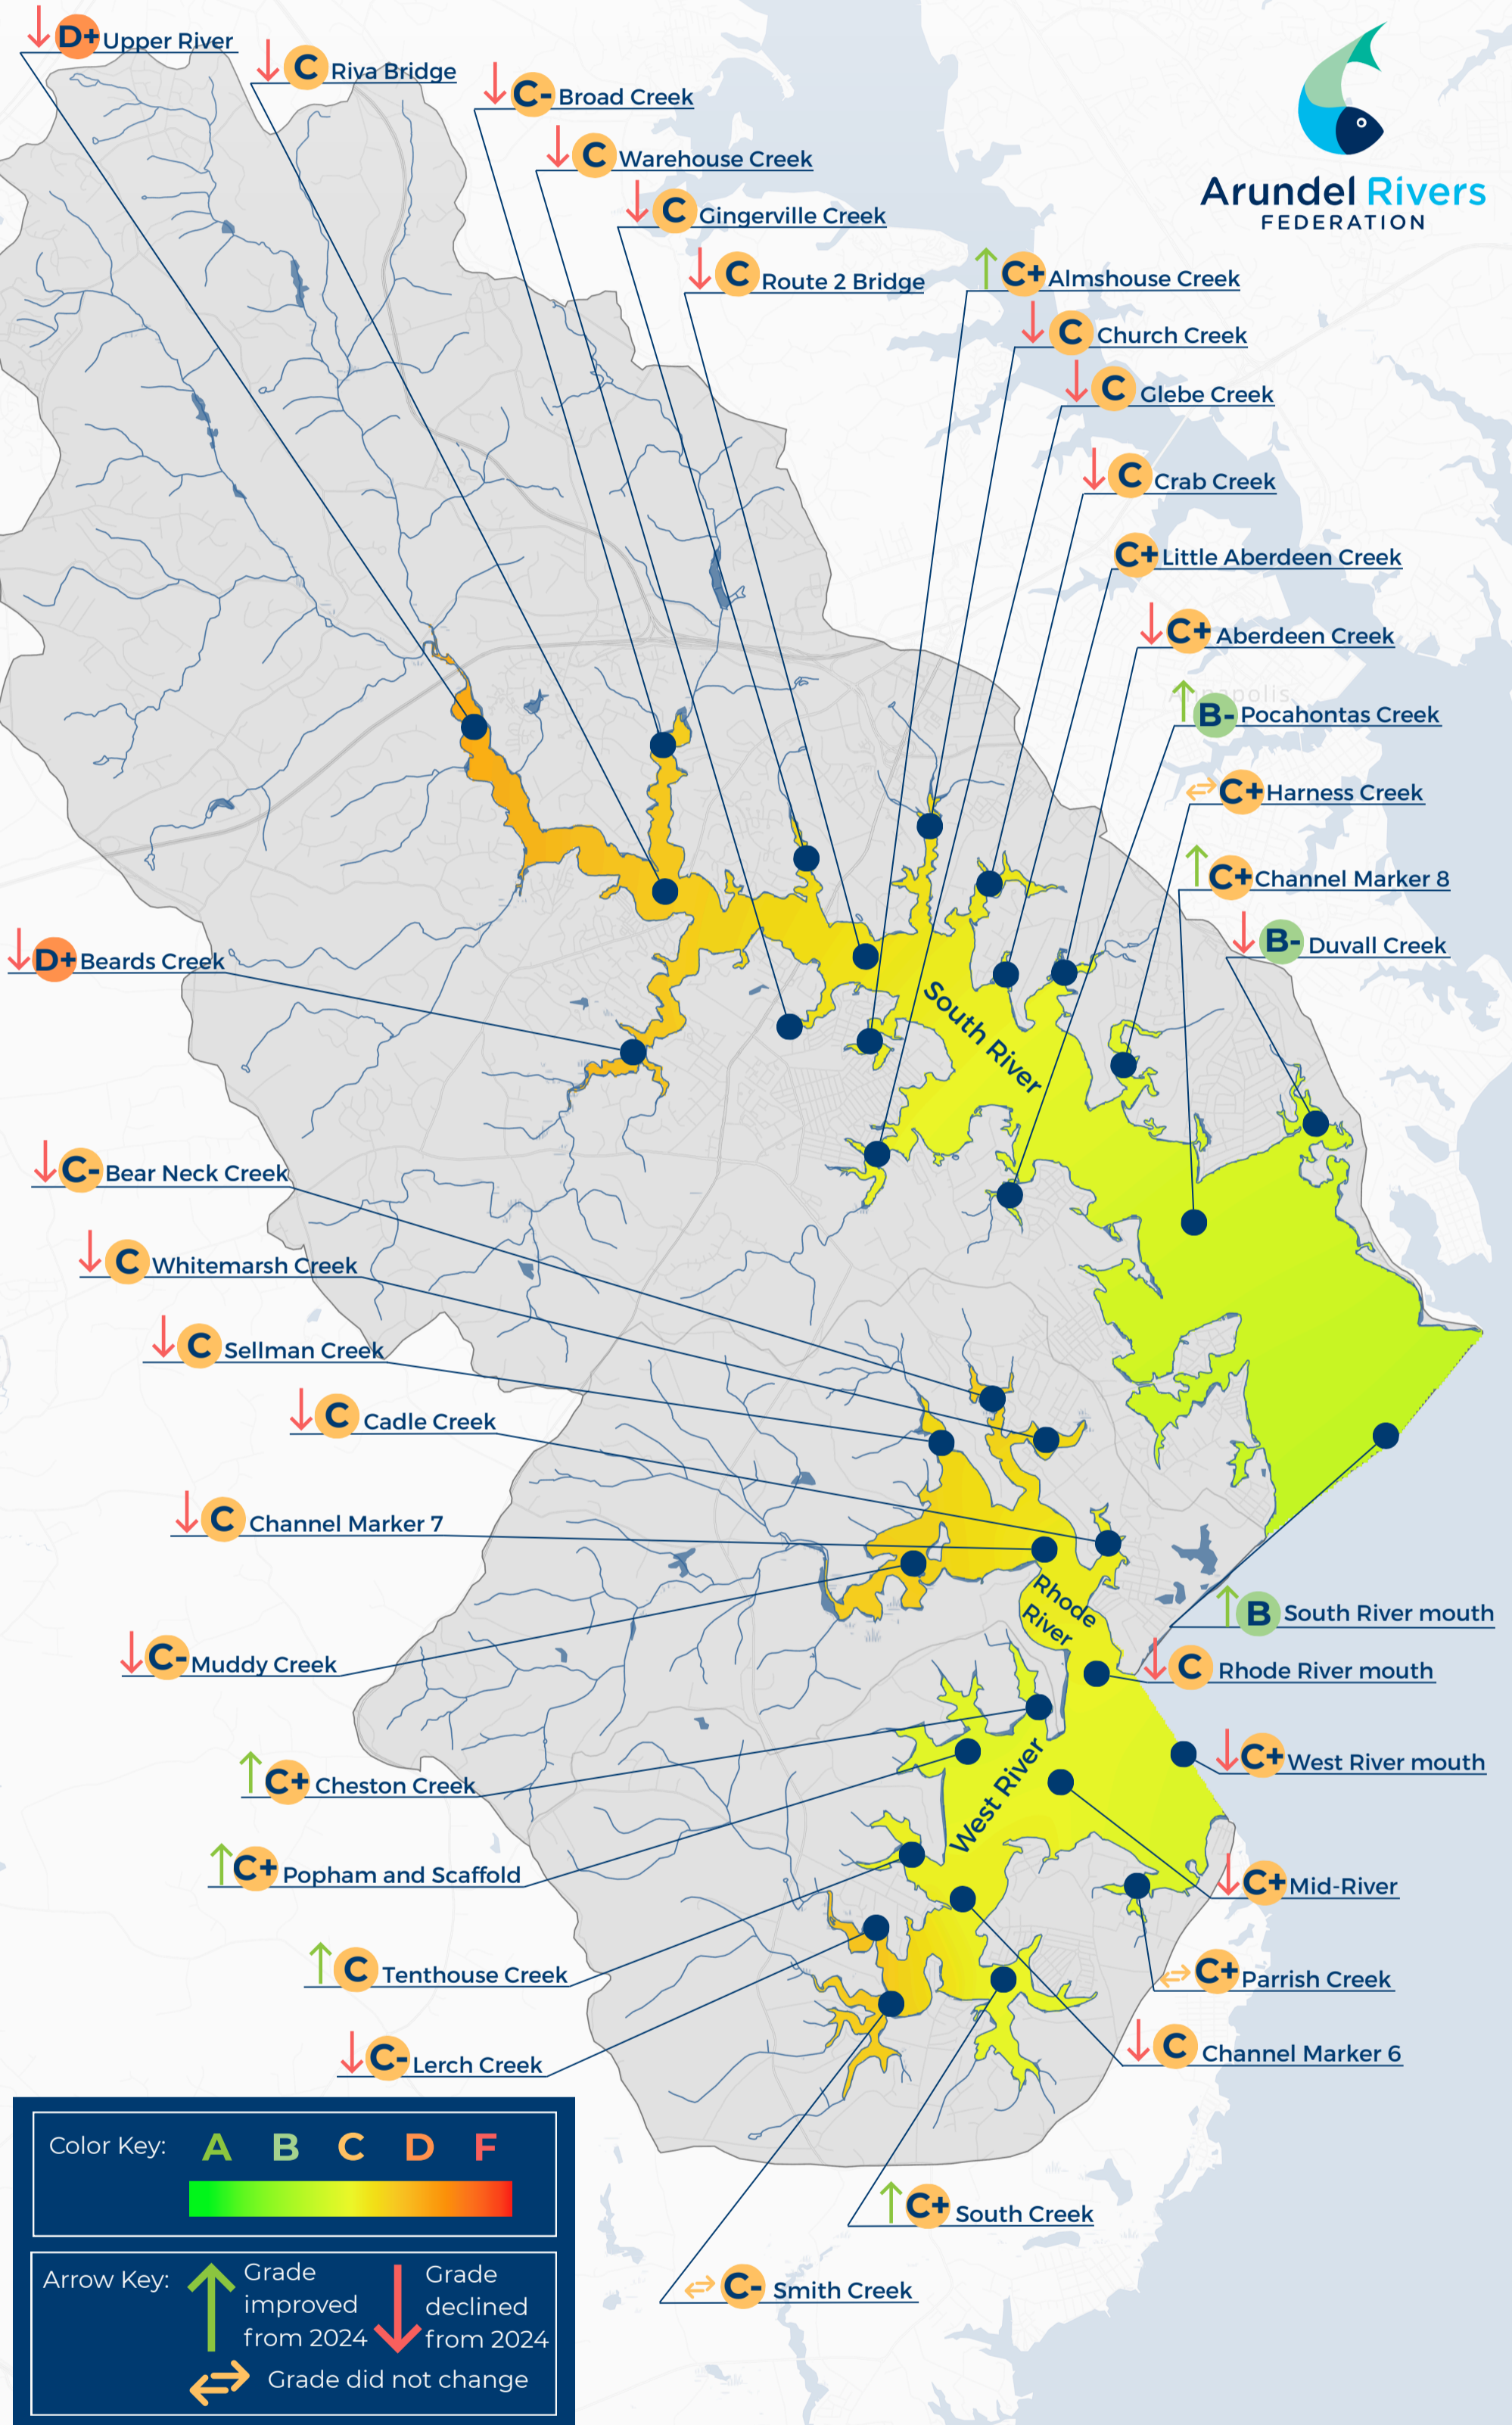 D+ Upper River
C Riva Bridge
C- Broad Creek
C Warehouse Creek
C Gingerville Creek
C Route 2 Bridge
Arundel Rivers
FEDERATION
C+ Almshouse Creek
C Church Creek
C Glebe Creek
C Crab Creek
C+ Little Aberdeen Creek
C+ Aberdeen Creek
Annapolis
B- Pocahontas Creek
C+ Harness Creek
C+ Channel Marker 8
B- Duvall Creek
D+ Beards Creek
South River
C- Bear Neck Creek
C Whitemarsh Creek
C Sellman Creek
C Cadle Creek
C Channel Marker 7
Rhode
River
B South River mouth
C- Muddy Creek
C Rhode River mouth
West River
C+ West River mouth
C+ Cheston Creek
C+ Popham and Scaffold
C+ Mid-River
C Tenthouse Creek
C+ Parrish Creek
C Channel Marker 6
C- Lerch Creek
C+ South Creek
C- Smith Creek
Color Key: A B C D F
Arrow Key:
Grade
improved
from 2024
Grade
declined
from 2024
Grade did not change